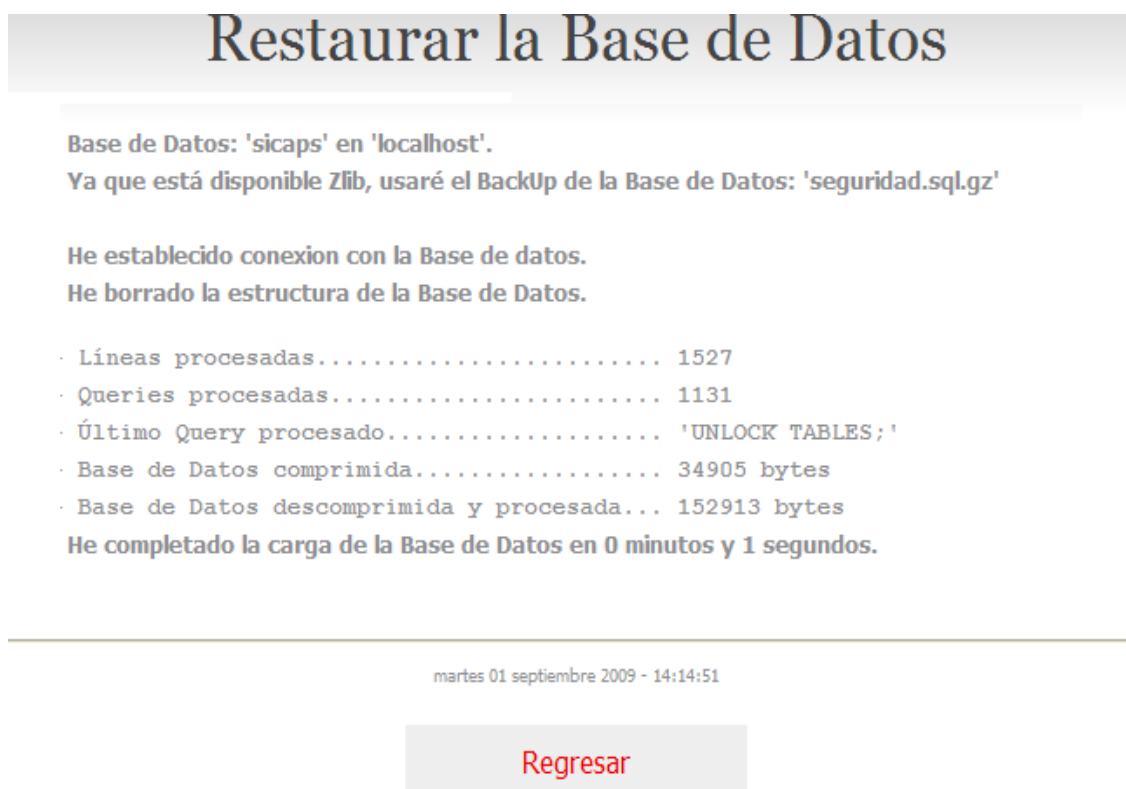 Restaurar la Base de Datos
Base de Datos: 'sicaps' en 'localhost'.
Ya que está disponible Zlib, usaré el BackUp de la Base de Datos: 'seguridad.sql.gz'
He establecido conexion con la Base de datos.
He borrado la estructura de la Base de Datos.
· Líneas procesadas......................... 1527
· Queries procesadas........................ 1131
· Último Query procesado.................... 'UNLOCK TABLES;'
· Base de Datos comprimida.................. 34905 bytes
· Base de Datos descomprimida y procesada... 152913 bytes
He completado la carga de la Base de Datos en 0 minutos y 1 segundos.
martes 01 septiembre 2009 - 14:14:51
Regresar